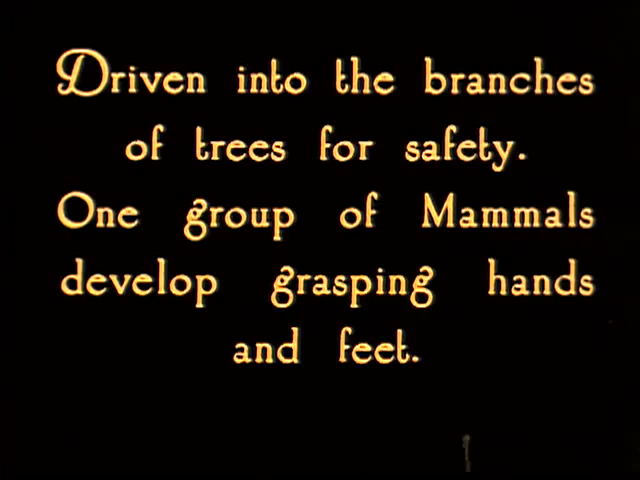 Driven into the branches
of trees for safety.
One group of Mammals
develop grasping hands
and feet.